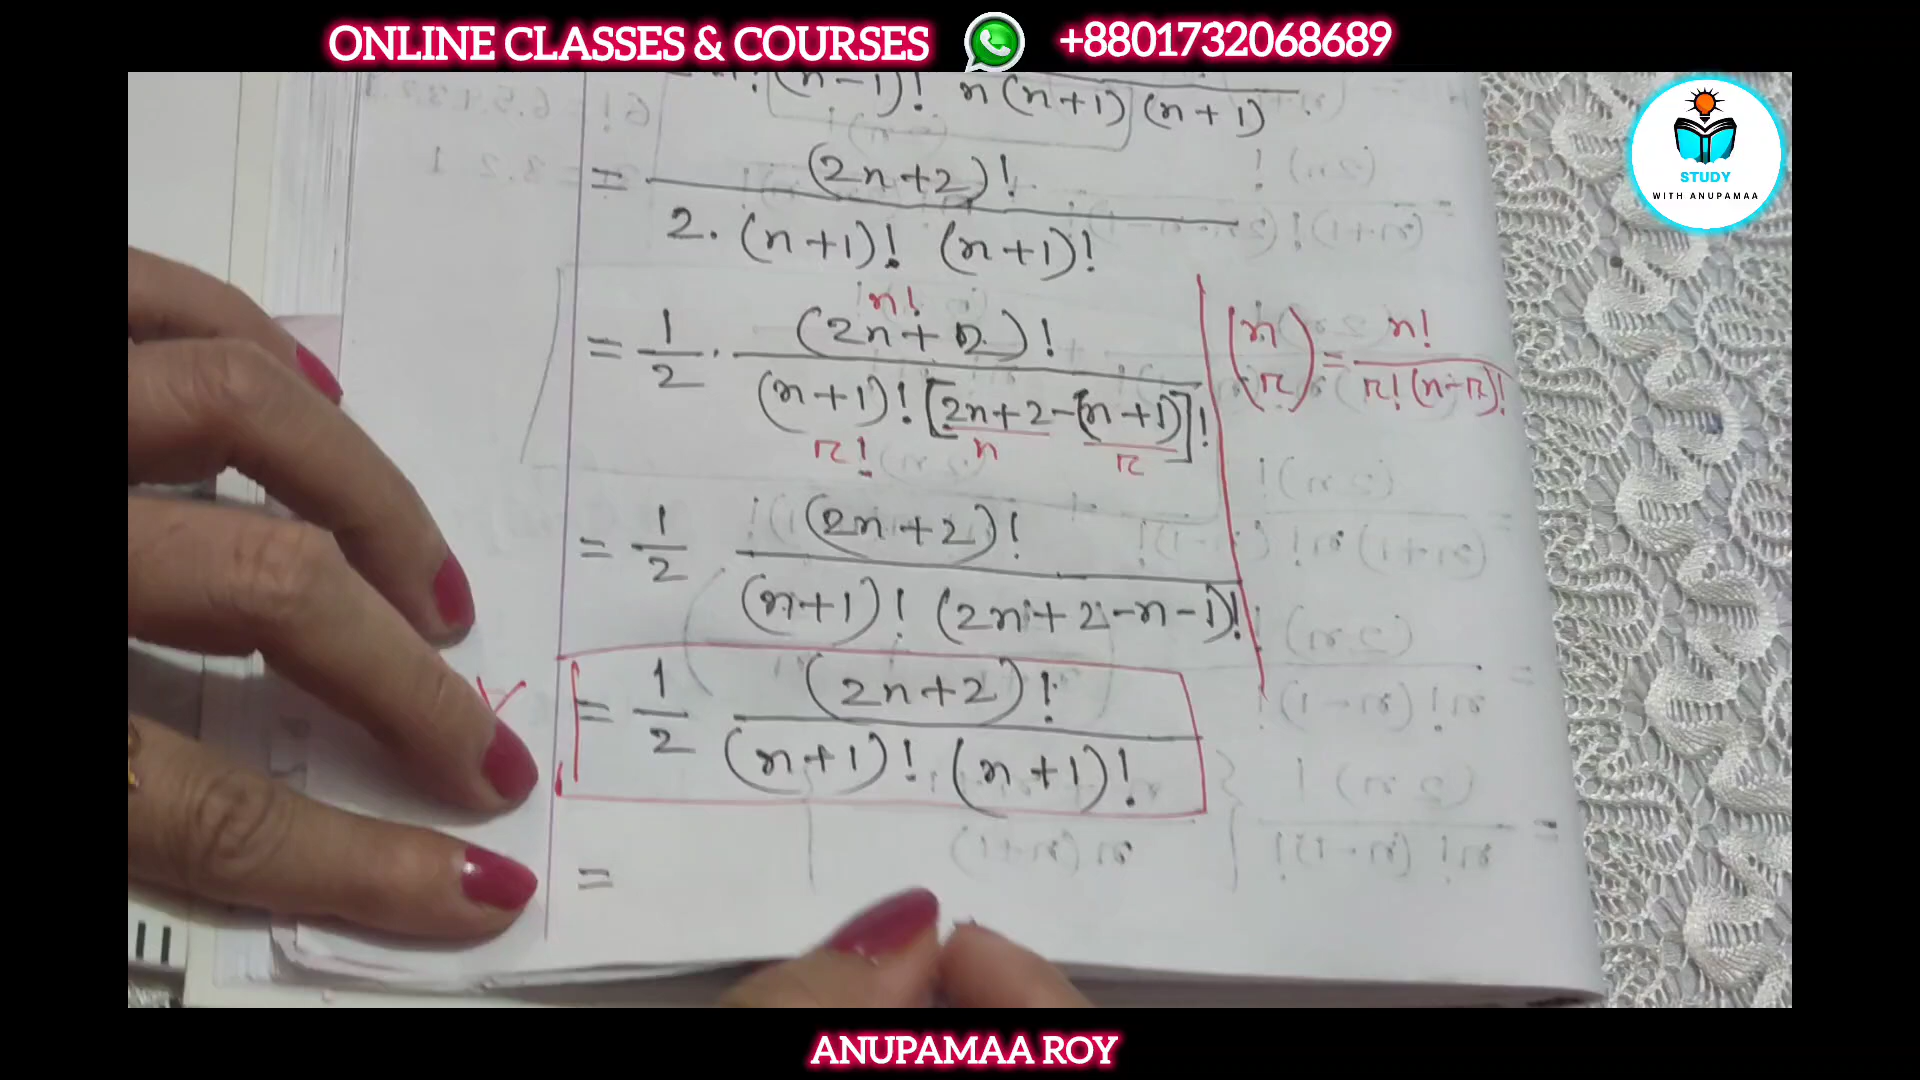 ONLINE CLASSES & COURSES +8801732068689
(n-1)! n(n+1)(n+1)
STUDY
WITH ANUPAMAA
= (2n+2)! / 2.(n+1)! (n+1)!
n!
= 1/2 . (2n+2)! / (n+1)! [2n+2-(n+1)]!
r! n r
(n r) = n! / r!(n-r)!
= 1/2 (2n+2)! / (n+1)! (2n+2-n-1)!
= 1/2 (2n+2)! / (n+1)! (n+1)!
=
ANUPAMAA ROY